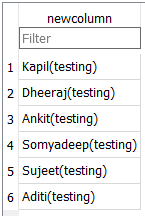 newcolumn
Filter
1 Kapil(testing)
2 Dheeraj(testing)
3 Ankit(testing)
4 Somyadeep(testing)
5 Sujeet(testing)
6 Aditi(testing)